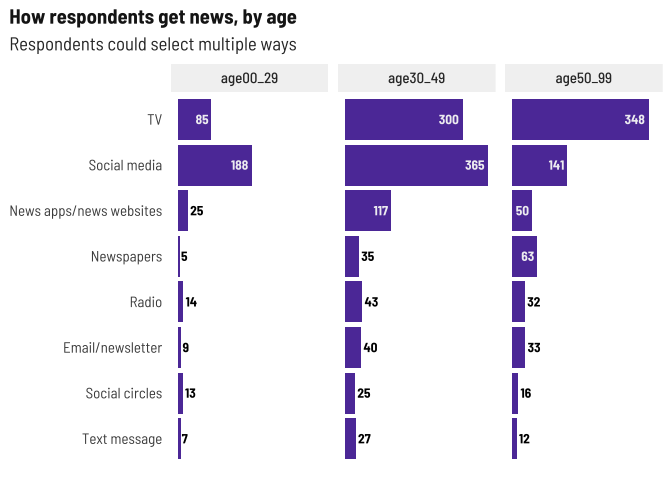 How respondents get news, by age
Respondents could select multiple ways
age00_29 age30_49 age50_99
TV 85 300 348
Social media 188 365 141
News apps/news websites 25 117 50
Newspapers 5 35 63
Radio 14 43 32
Email/newsletter 9 40 33
Social circles 13 25 16
Text message 7 27 12